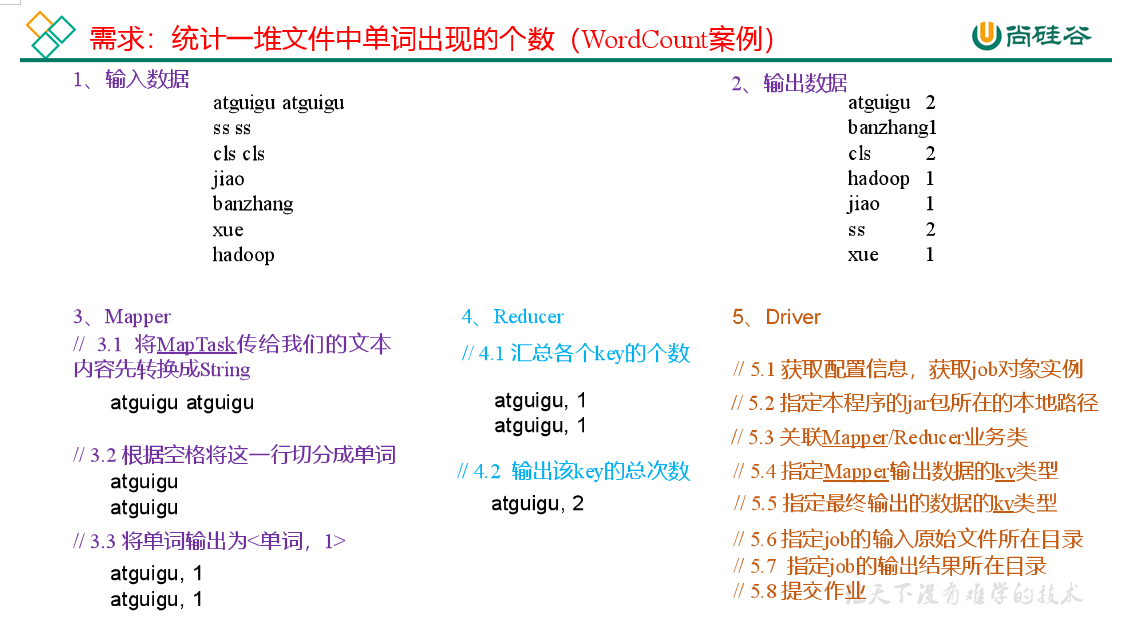 需求：统计一堆文件中单词出现的个数（WordCount案例）
尚硅谷
1、输入数据
atguigu atguigu
ss ss
cls cls
jiao
banzhang
xue
hadoop
2、输出数据
atguigu 2
banzhang1
cls 2
hadoop 1
jiao 1
ss 2
xue 1
3、Mapper
// 3.1 将MapTask传给我们的文本
内容先转换成String
atguigu atguigu
// 3.2 根据空格将这一行切分成单词
atguigu
atguigu
// 3.3 将单词输出为<单词，1>
atguigu, 1
atguigu, 1
4、Reducer
// 4.1 汇总各个key的个数
atguigu, 1
atguigu, 1
// 4.2 输出该key的总次数
atguigu, 2
5、Driver
// 5.1 获取配置信息，获取job对象实例
// 5.2 指定本程序的jar包所在的本地路径
// 5.3 关联Mapper/Reducer业务类
// 5.4 指定Mapper输出数据的kv类型
// 5.5 指定最终输出的数据的kv类型
// 5.6 指定job的输入原始文件所在目录
// 5.7 指定job的输出结果所在目录
// 5.8 提交作业
天下没有难学的技术